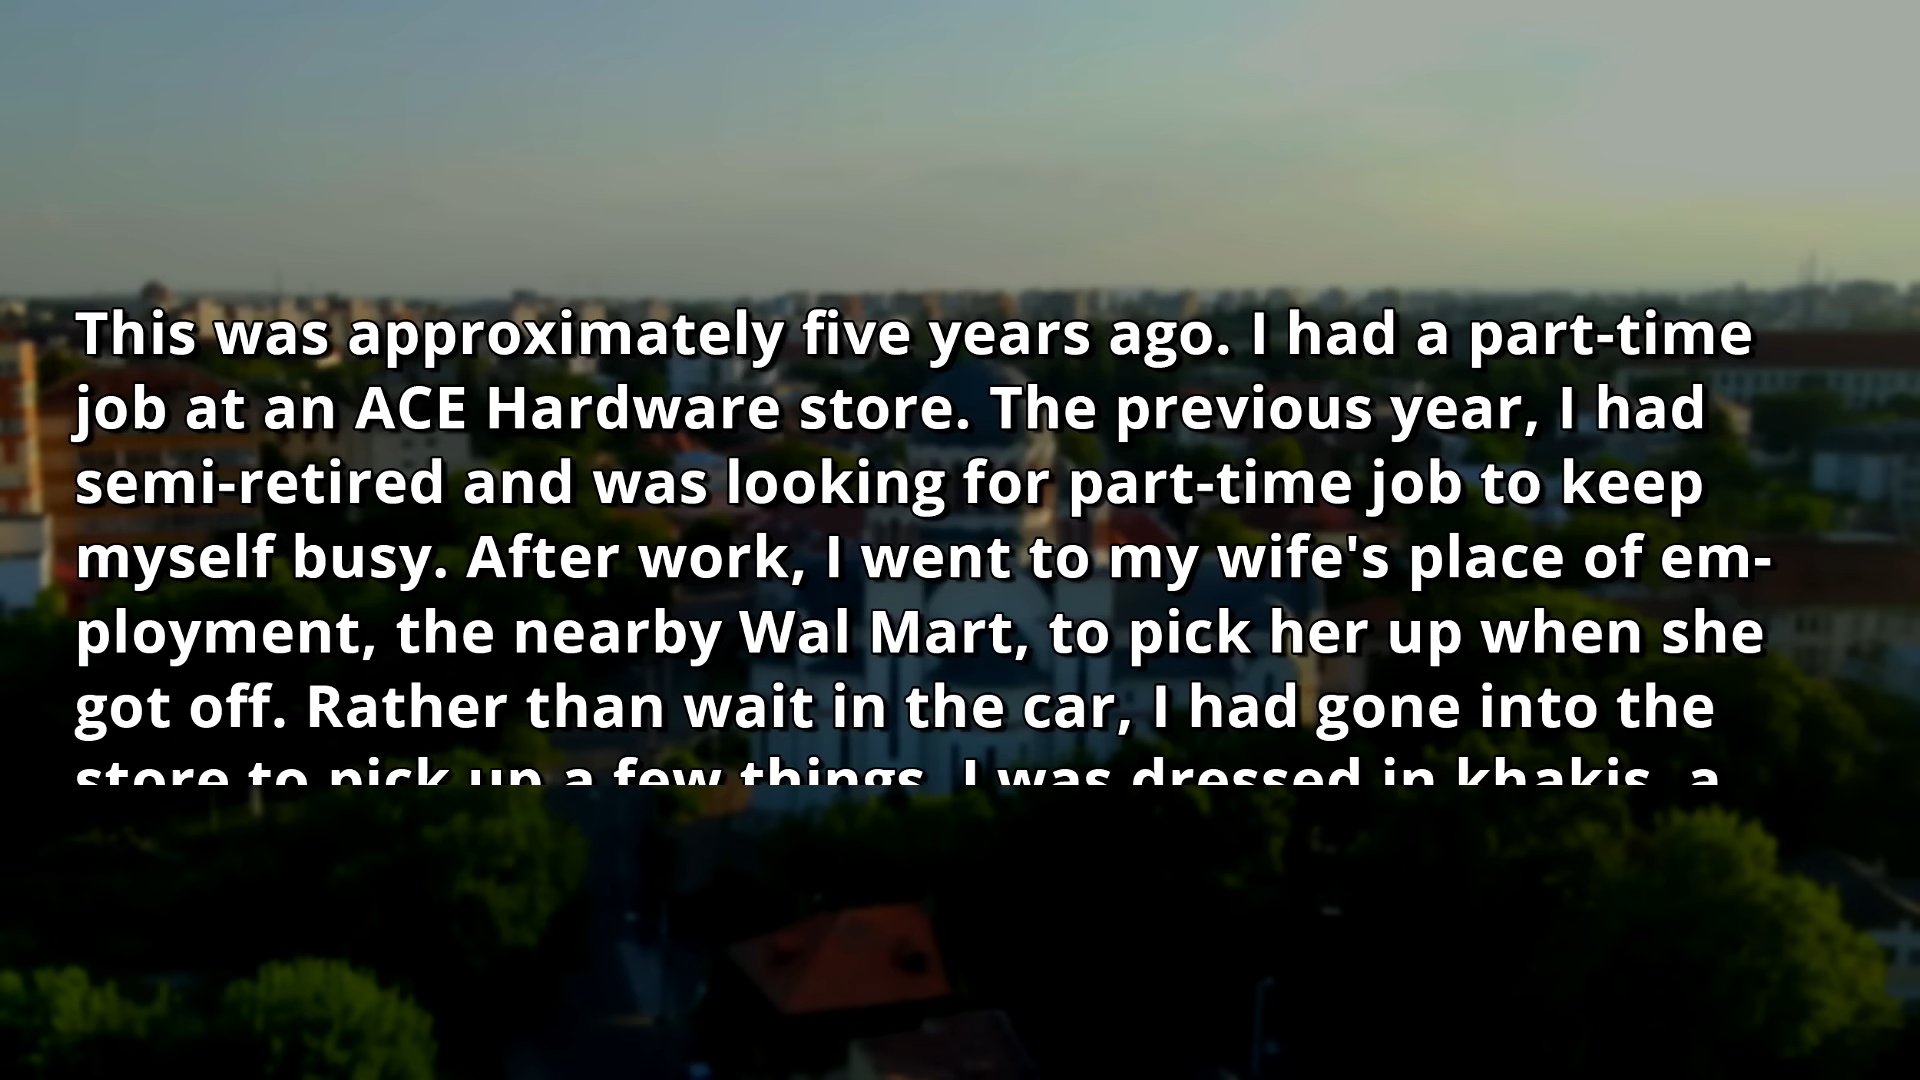 This was approximately five years ago. I had a part-time
job at an ACE Hardware store. The previous year, I had
semi-retired and was looking for part-time job to keep
myself busy. After work, I went to my wife's place of em-
ployment, the nearby Wal Mart, to pick her up when she
got off. Rather than wait in the car, I had gone into the
store to pick up a few things. I was dressed in khakis, a